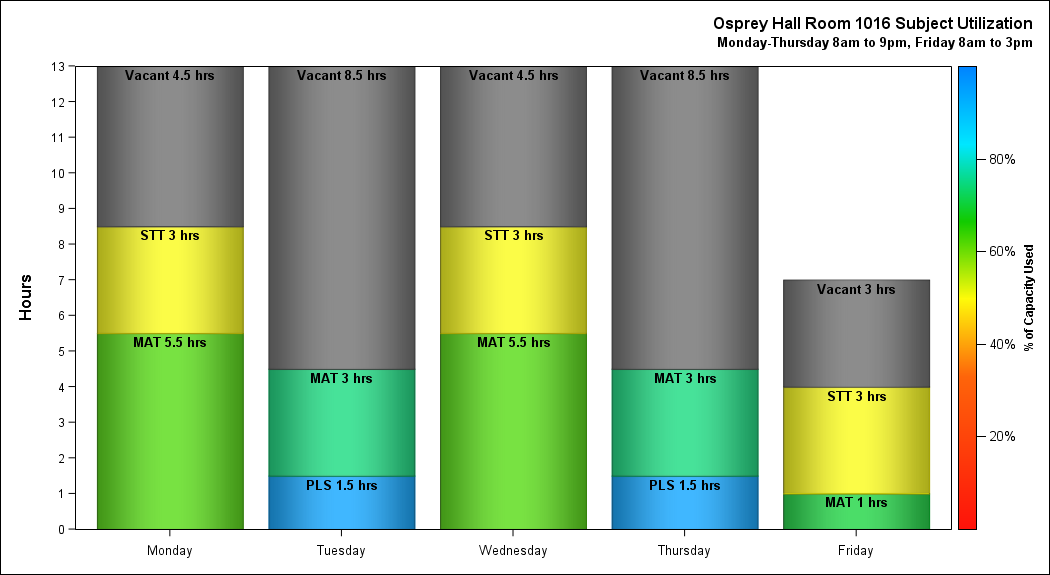 Osprey Hall Room 1016 Subject Utilization
Monday-Thursday 8am to 9pm, Friday 8am to 3pm
Hours
13
12
11
10
9
8
7
6
5
4
3
2
1
0
Vacant 4.5 hrs
STT 3 hrs
MAT 5.5 hrs
Vacant 8.5 hrs
MAT 3 hrs
PLS 1.5 hrs
Vacant 4.5 hrs
STT 3 hrs
MAT 5.5 hrs
Vacant 8.5 hrs
MAT 3 hrs
PLS 1.5 hrs
Vacant 3 hrs
STT 3 hrs
MAT 1 hrs
Monday
Tuesday
Wednesday
Thursday
Friday
80%
60%
40%
20%
% of Capacity Used